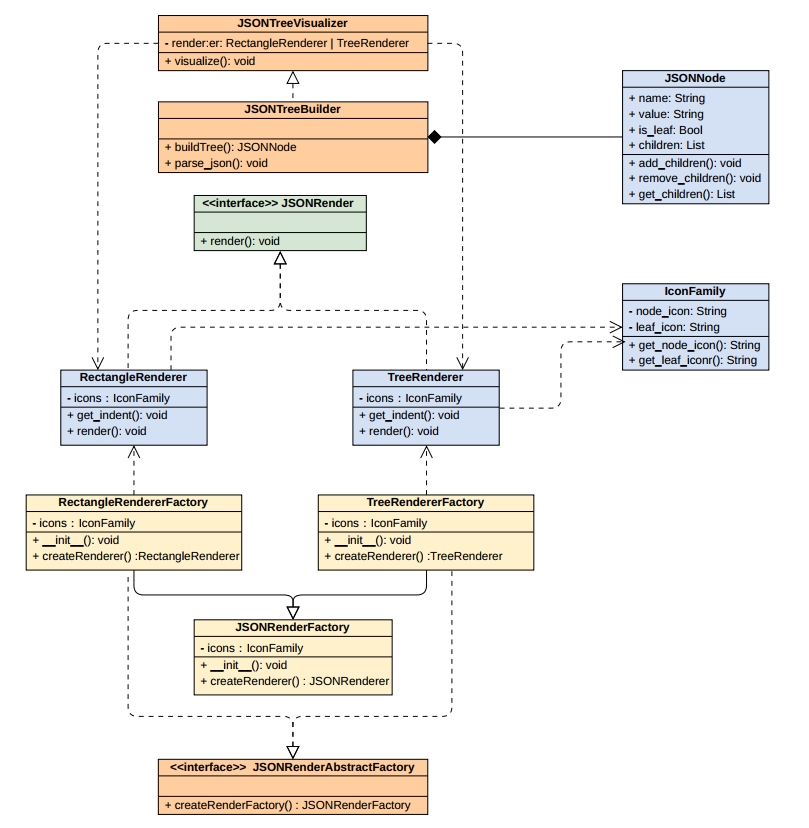 JSONTreeVisualizer
- render:er: RectangleRenderer | TreeRenderer
+ visualize(): void
JSONTreeBuilder
+ buildTree(): JSONNode
+ parse_json(): void
JSONNode
+ name: String
+ value: String
+ is_leaf: Bool
+ children: List
+ add_children(): void
+ remove_children(): void
+ get_children(): List
<<interface>> JSONRender
+ render(): void
IconFamily
- node_icon: String
- leaf_icon: String
+ get_node_icon(): String
+ get_leaf_iconr(): String
RectangleRenderer
- icons : IconFamily
+ get_indent(): void
+ render(): void
TreeRenderer
- icons : IconFamily
+ get_indent(): void
+ render(): void
RectangleRendererFactory
- icons : IconFamily
+ __init__(): void
+ createRenderer() :RectangleRenderer
TreeRendererFactory
- icons : IconFamily
+ __init__(): void
+ createRenderer() :TreeRenderer
JSONRenderFactory
- icons : IconFamily
+ __init__(): void
+ createRenderer() : JSONRenderer
<<interface>> JSONRenderAbstractFactory
+ createRenderFactory() : JSONRenderFactory